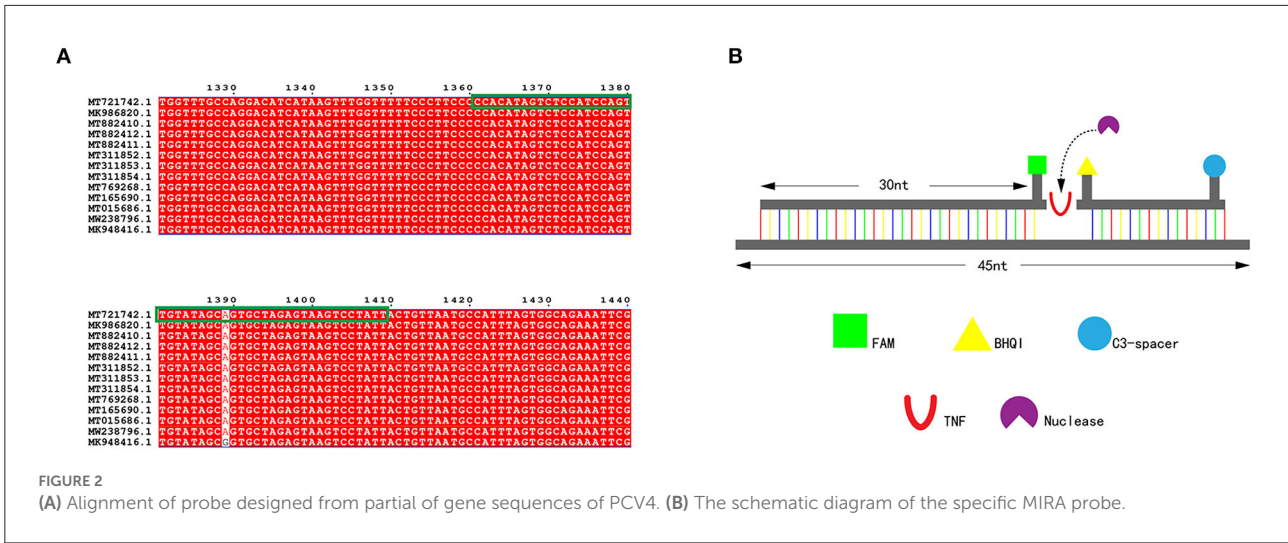 A
1330 1340 1350 1360 1370 1380
MT721742.1 TGGTTTGCCAGGACATCATAAGTTTGGTTTTTCCCTTCCCCCACATAGTCTCCATCCAGT
MK986820.1 TGGTTTGCCAGGACATCATAAGTTTGGTTTTTCCCTTCCCCCACATAGTCTCCATCCAGT
MT882410.1 TGGTTTGCCAGGACATCATAAGTTTGGTTTTTCCCTTCCCCCACATAGTCTCCATCCAGT
MT882412.1 TGGTTTGCCAGGACATCATAAGTTTGGTTTTTCCCTTCCCCCACATAGTCTCCATCCAGT
MT882411.1 TGGTTTGCCAGGACATCATAAGTTTGGTTTTTCCCTTCCCCCACATAGTCTCCATCCAGT
MT311852.1 TGGTTTGCCAGGACATCATAAGTTTGGTTTTTCCCTTCCCCCACATAGTCTCCATCCAGT
MT311853.1 TGGTTTGCCAGGACATCATAAGTTTGGTTTTTCCCTTCCCCCACATAGTCTCCATCCAGT
MT311854.1 TGGTTTGCCAGGACATCATAAGTTTGGTTTTTCCCTTCCCCCACATAGTCTCCATCCAGT
MT769268.1 TGGTTTGCCAGGACATCATAAGTTTGGTTTTTCCCTTCCCCCACATAGTCTCCATCCAGT
MT165690.1 TGGTTTGCCAGGACATCATAAGTTTGGTTTTTCCCTTCCCCCACATAGTCTCCATCCAGT
MT015686.1 TGGTTTGCCAGGACATCATAAGTTTGGTTTTTCCCTTCCCCCACATAGTCTCCATCCAGT
MW238796.1 TGGTTTGCCAGGACATCATAAGTTTGGTTTTTCCCTTCCCCCACATAGTCTCCATCCAGT
MK948416.1 TGGTTTGCCAGGACATCATAAGTTTGGTTTTTCCCTTCCCCCACATAGTCTCCATCCAGT
1390 1400 1410 1420 1430 1440
MT721742.1 TGTATAGCAGTGCTAGAGTAAGTCCTATTACTGTTAATGCCATTTAGTGGCAGAAATTCG
MK986820.1 TGTATAGCAGTGCTAGAGTAAGTCCTATTACTGTTAATGCCATTTAGTGGCAGAAATTCG
MT882410.1 TGTATAGCAGTGCTAGAGTAAGTCCTATTACTGTTAATGCCATTTAGTGGCAGAAATTCG
MT882412.1 TGTATAGCAGTGCTAGAGTAAGTCCTATTACTGTTAATGCCATTTAGTGGCAGAAATTCG
MT882411.1 TGTATAGCAGTGCTAGAGTAAGTCCTATTACTGTTAATGCCATTTAGTGGCAGAAATTCG
MT311852.1 TGTATAGCAGTGCTAGAGTAAGTCCTATTACTGTTAATGCCATTTAGTGGCAGAAATTCG
MT311853.1 TGTATAGCAGTGCTAGAGTAAGTCCTATTACTGTTAATGCCATTTAGTGGCAGAAATTCG
MT311854.1 TGTATAGCAGTGCTAGAGTAAGTCCTATTACTGTTAATGCCATTTAGTGGCAGAAATTCG
MT769268.1 TGTATAGCAGTGCTAGAGTAAGTCCTATTACTGTTAATGCCATTTAGTGGCAGAAATTCG
MT165690.1 TGTATAGCAGTGCTAGAGTAAGTCCTATTACTGTTAATGCCATTTAGTGGCAGAAATTCG
MT015686.1 TGTATAGCAGTGCTAGAGTAAGTCCTATTACTGTTAATGCCATTTAGTGGCAGAAATTCG
MW238796.1 TGTATAGCAGTGCTAGAGTAAGTCCTATTACTGTTAATGCCATTTAGTGGCAGAAATTCG
MK948416.1 TGTATAGCGGTGCTAGAGTAAGTCCTATTACTGTTAATGCCATTTAGTGGCAGAAATTCG
B
30nt
45nt
FAM BHQI C3-spacer
TNF Nuclease
FIGURE 2
(A) Alignment of probe designed from partial of gene sequences of PCV4. (B) The schematic diagram of the specific MIRA probe.